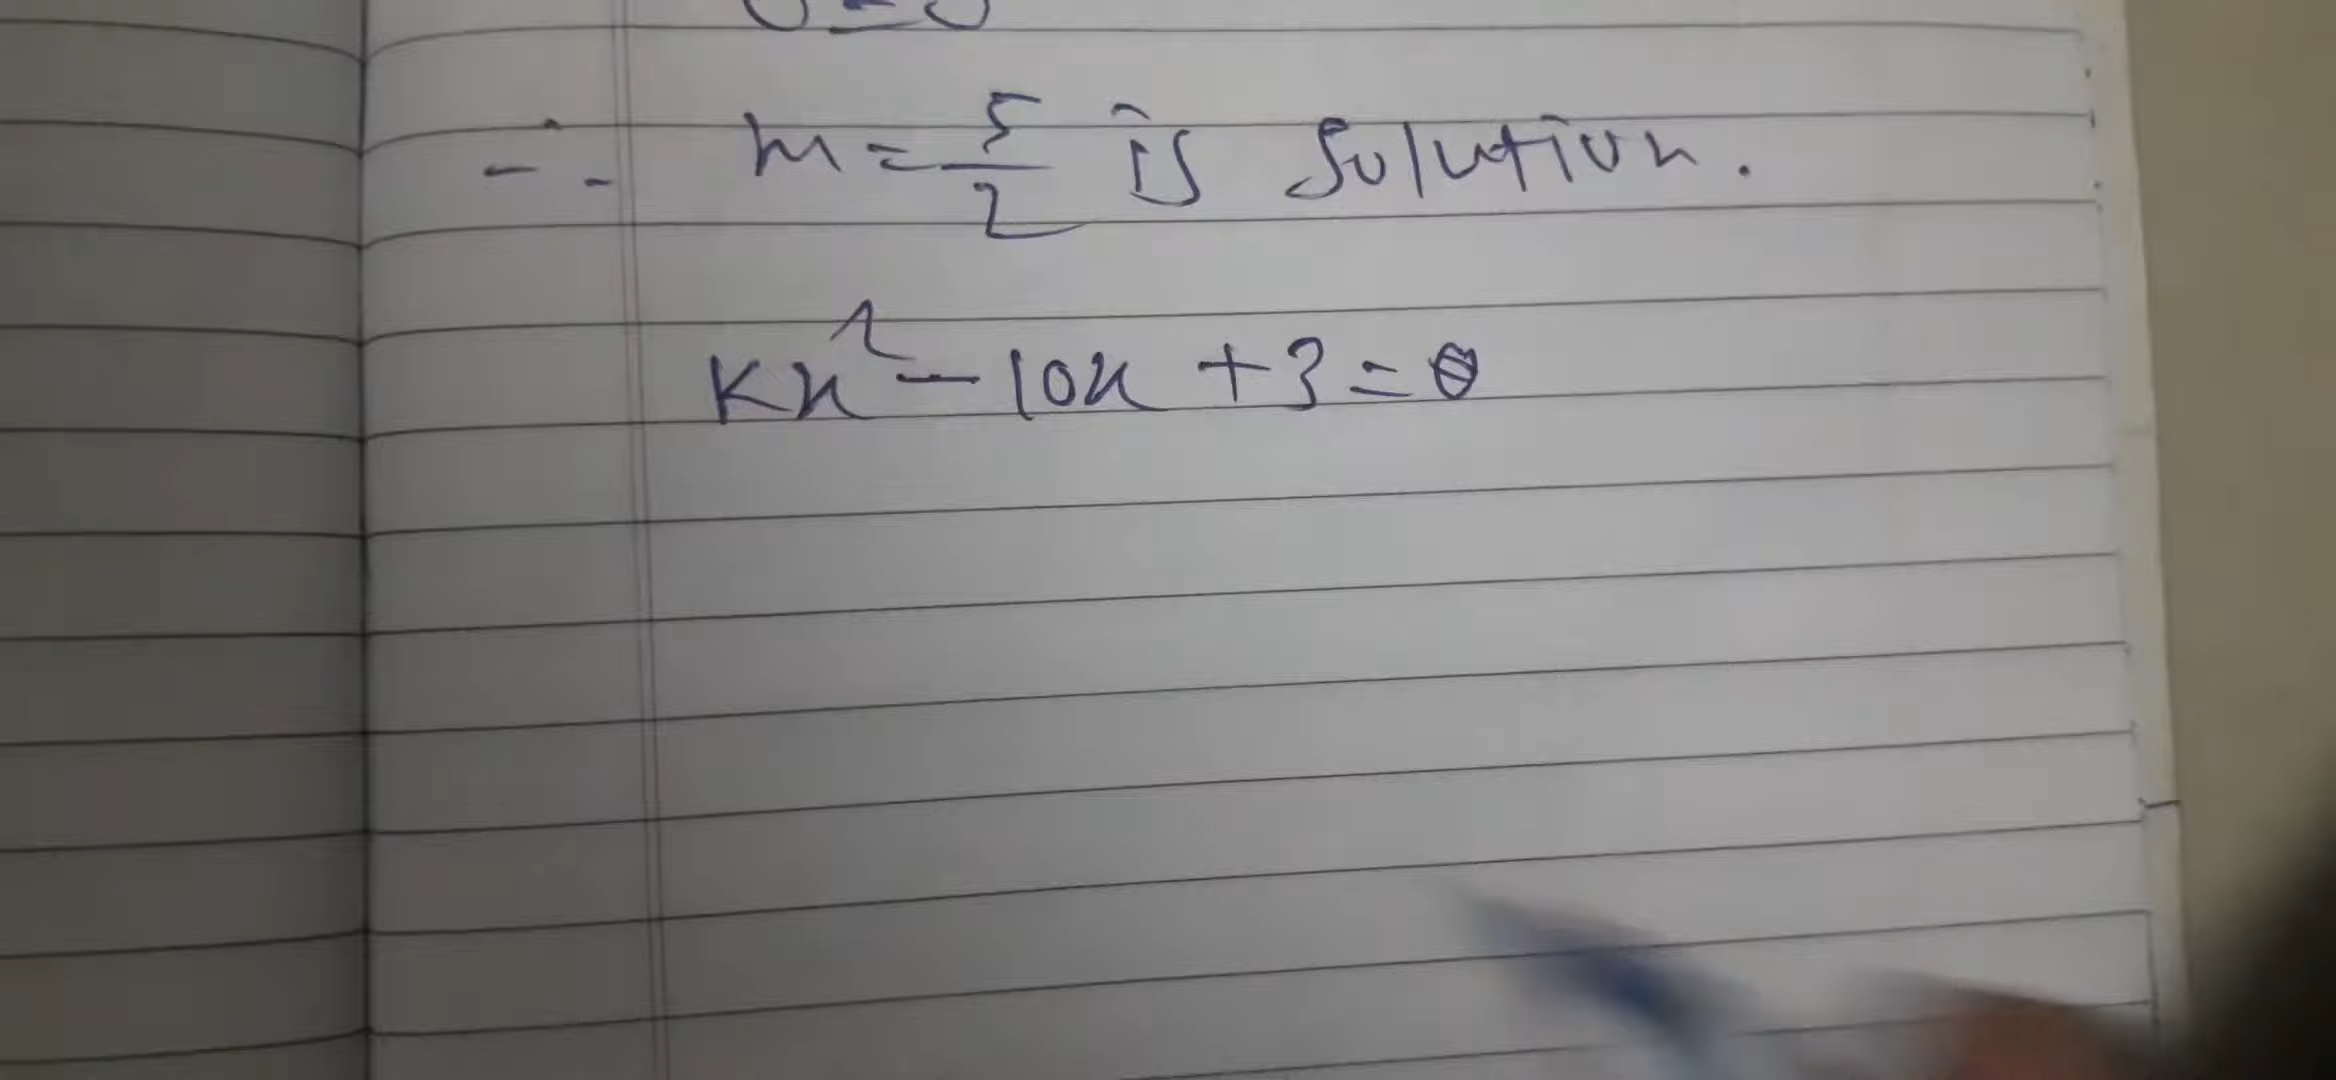 ∴ m = 5/2 is solution.
kx² - 10x + 3 = 0